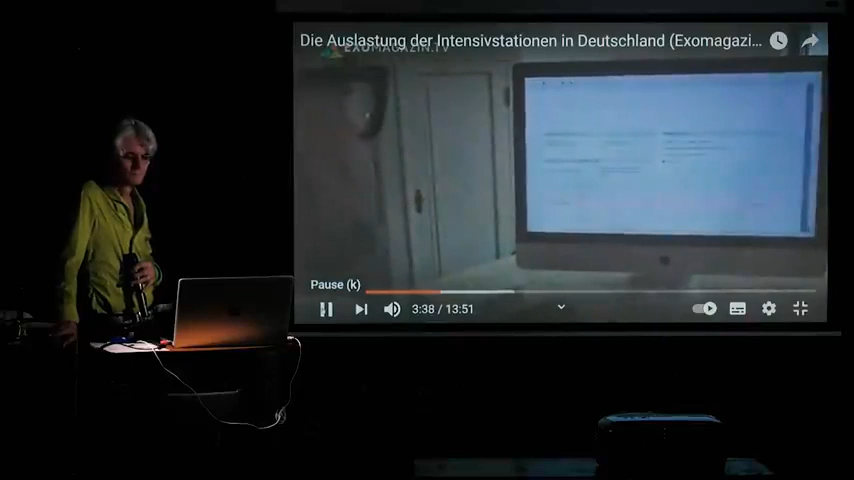 Die Auslastung der Intensivstationen in Deutschland (Exomagazi...
EXOMAGAZIN.TV
Pause (k)
3:38 / 13:51